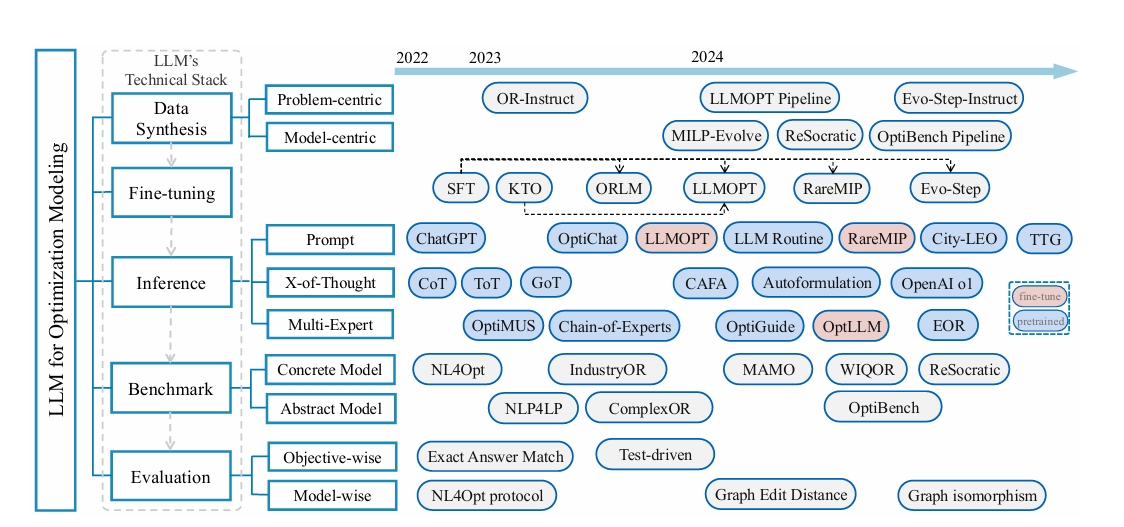 2022 2023 2024
LLM's
Technical Stack
LLM for Optimization Modeling
Data
Synthesis
Problem-centric
OR-Instruct
LLMOPT Pipeline
Evo-Step-Instruct
Model-centric
MILP-Evolve
ReSocratic
OptiBench Pipeline
Fine-tuning
SFT
KTO
ORLM
LLMOPT
RareMIP
Evo-Step
Inference
Prompt
ChatGPT
OptiChat
LLMOPT
LLM Routine
RareMIP
City-LEO
TTG
X-of-Thought
CoT
ToT
GoT
CAFA
Autoformulation
OpenAI o1
Multi-Expert
OptiMUS
Chain-of-Experts
OptiGuide
OptLLM
EOR
fine-tune
pretrained
Benchmark
Concrete Model
NL4Opt
IndustryOR
MAMO
WIQOR
ReSocratic
Abstract Model
NLP4LP
ComplexOR
OptiBench
Evaluation
Objective-wise
Exact Answer Match
Test-driven
Model-wise
NL4Opt protocol
Graph Edit Distance
Graph isomorphism